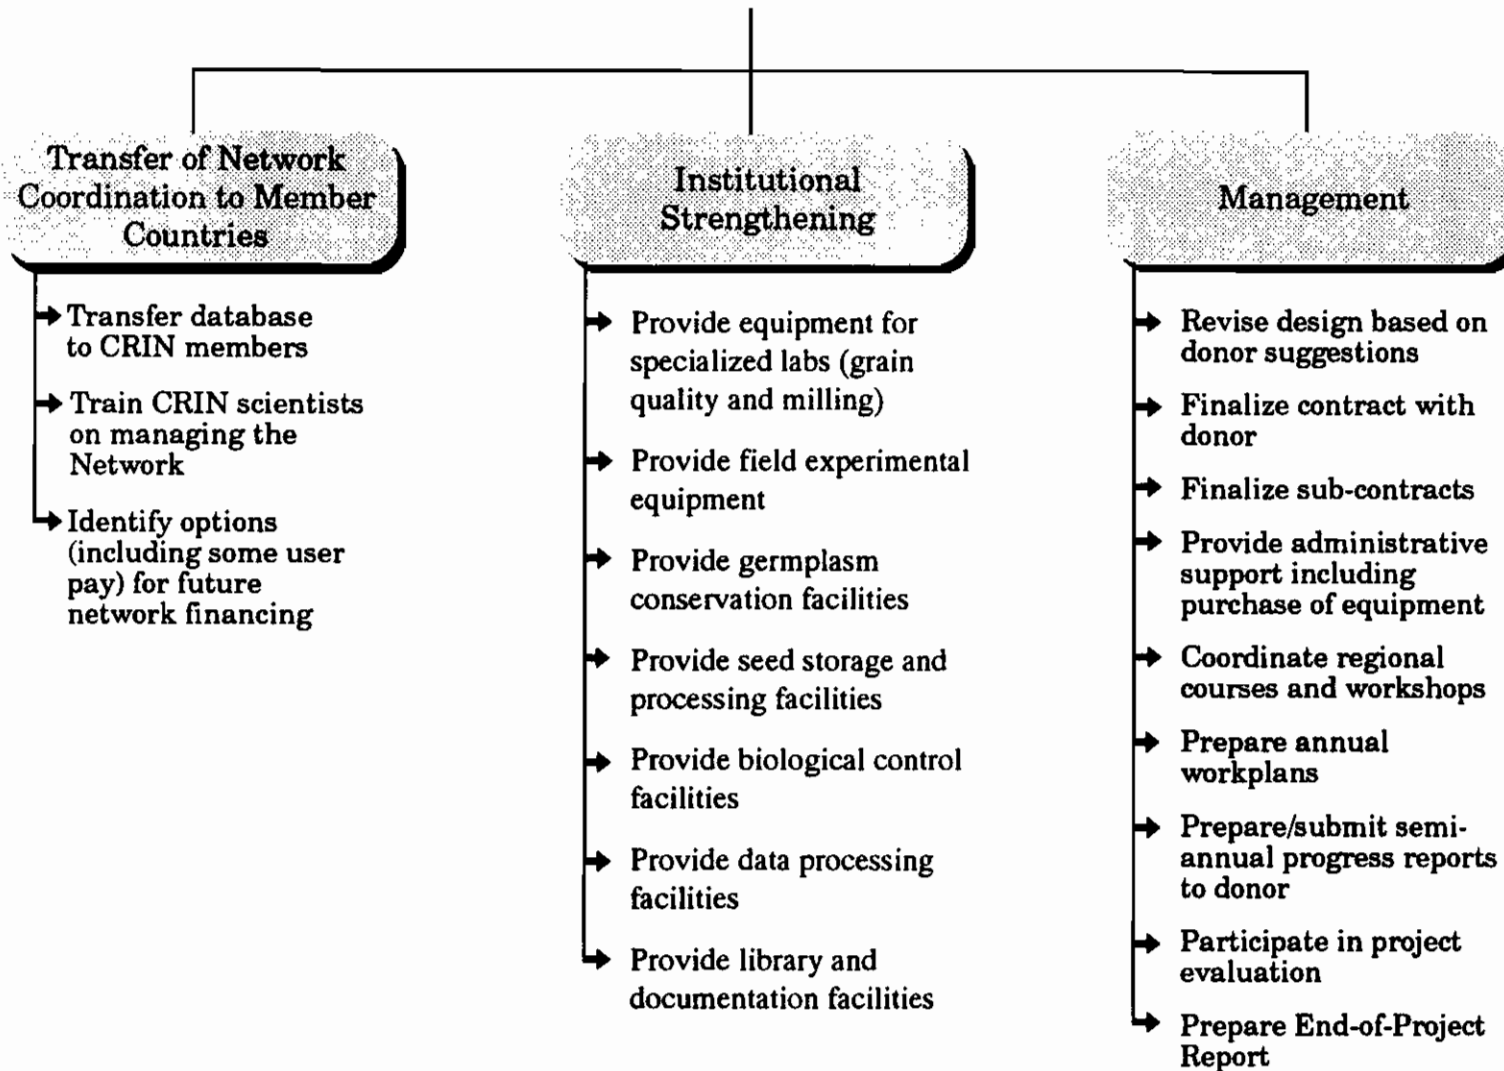 Transfer of Network
Coordination to Member
Countries
Transfer database
to CRIN members
Train CRIN scientists
on managing the
Network
Identify options
(including some user
pay) for future
network financing
Institutional
Strengthening
Provide equipment for
specialized labs (grain
quality and milling)
Provide field experimental
equipment
Provide germplasm
conservation facilities
Provide seed storage and
processing facilities
Provide biological control
facilities
Provide data processing
facilities
Provide library and
documentation facilities
Management
Revise design based on
donor suggestions
Finalize contract with
donor
Finalize sub-contracts
Provide administrative
support including
purchase of equipment
Coordinate regional
courses and workshops
Prepare annual
workplans
Prepare/submit semi-
annual progress reports
to donor
Participate in project
evaluation
Prepare End-of-Project
Report